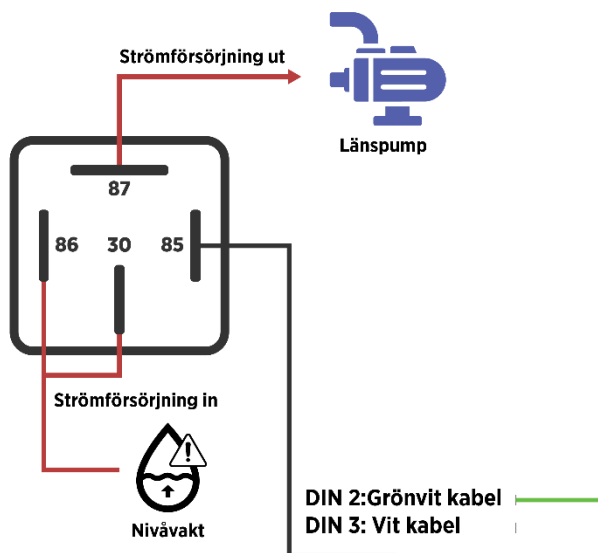 Strömförsörjning ut
Länspump
87
86 30 85
Strömförsörjning in
Nivåvakt
DIN 2:Grönvit kabel
DIN 3: Vit kabel